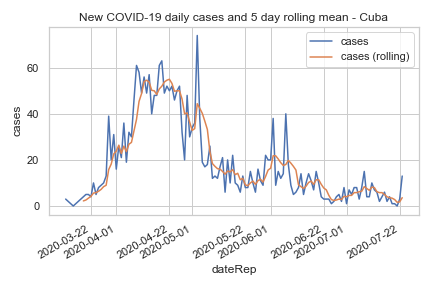 New COVID-19 daily cases and 5 day rolling mean - Cuba
cases
cases (rolling)
cases
60
40
20
0
2020-03-22
2020-04-01
2020-04-22
2020-05-01
2020-05-22
2020-06-01
2020-06-22
2020-07-01
2020-07-22
dateRep